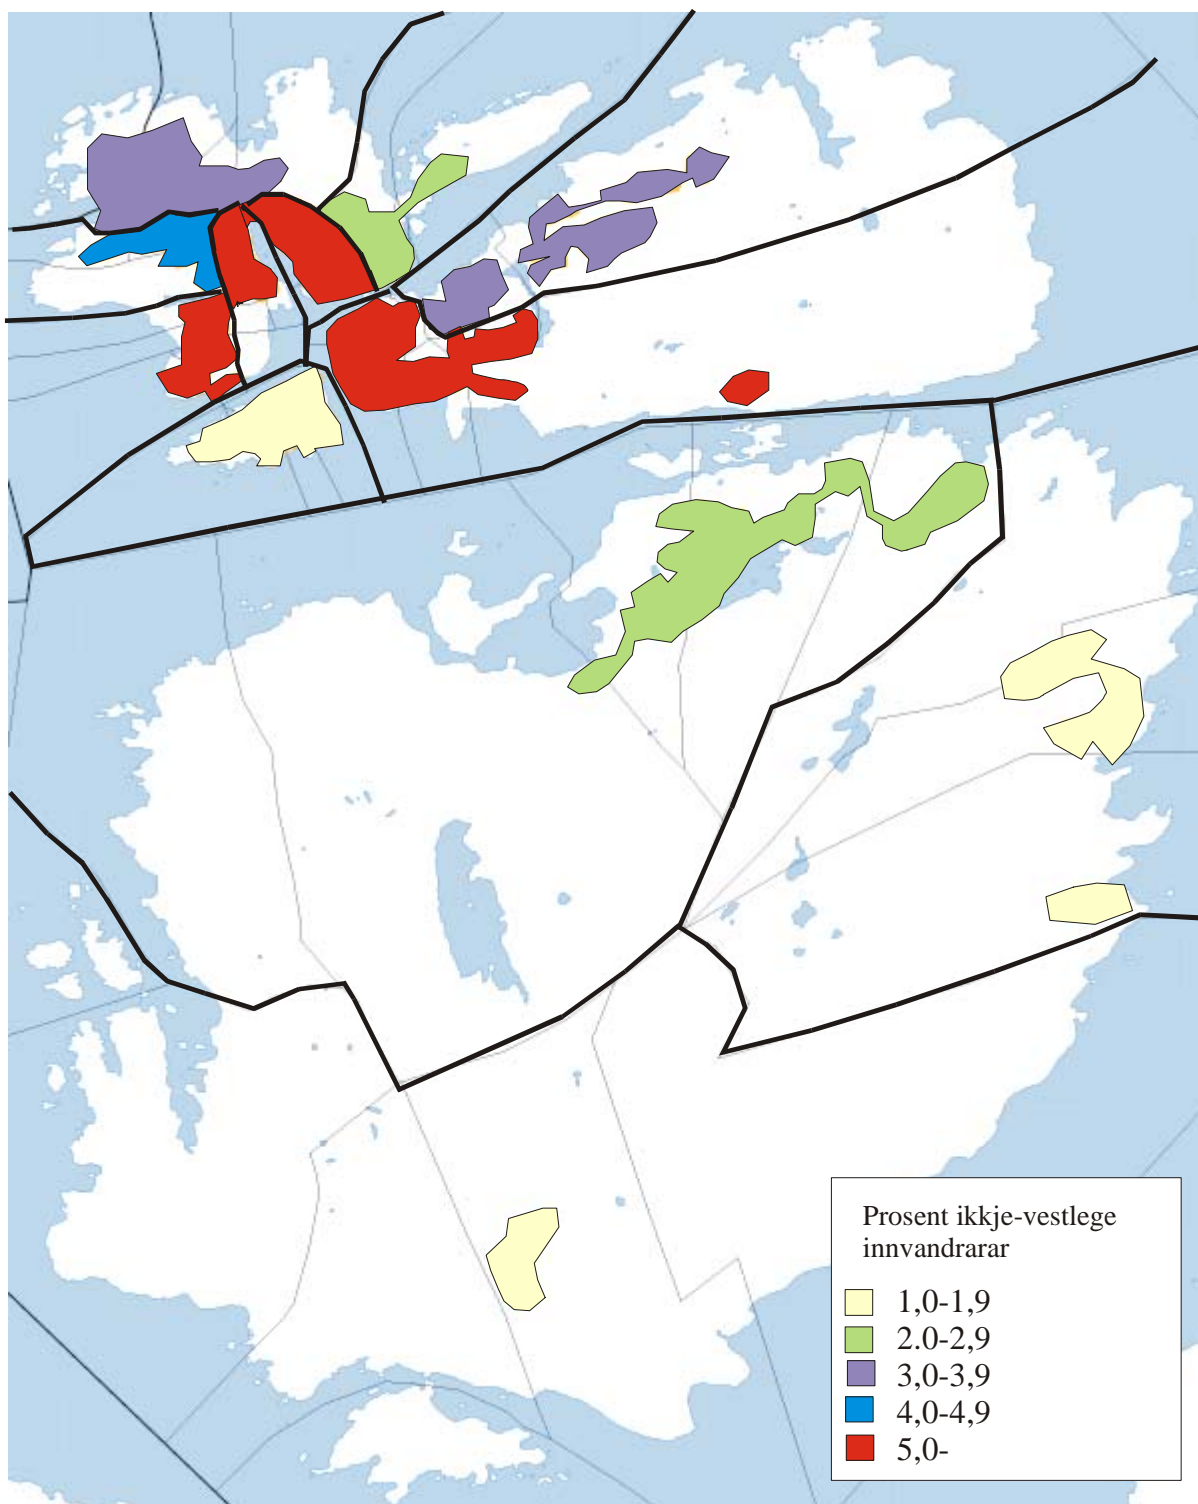 Prosent ikkje-vestlege
innvandrarar
1,0-1,9
2.0-2,9
3,0-3,9
4,0-4,9
5,0-